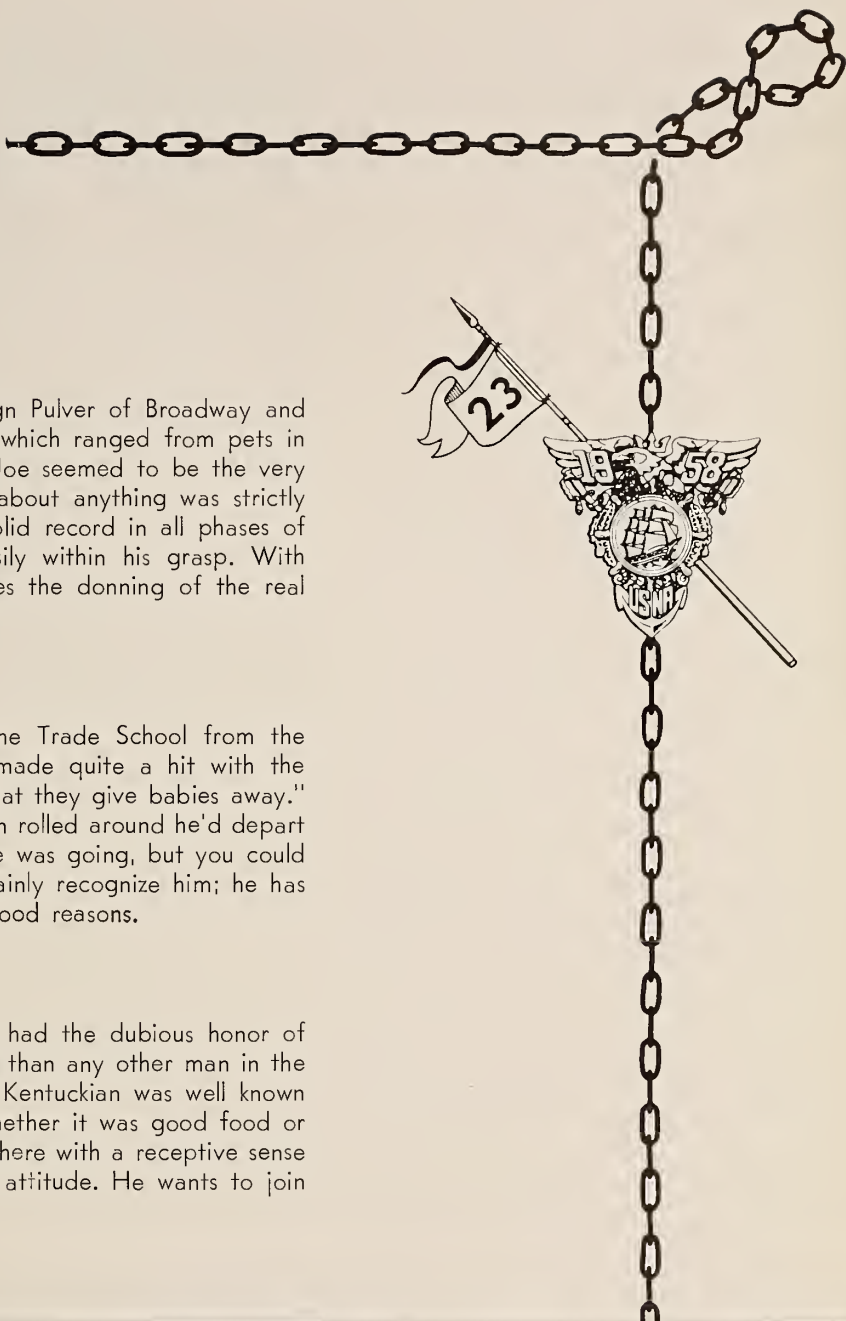 gn Pulver of Broadway and
which ranged from pets in
Joe seemed to be the very
about anything was strictly
olid record in all phases of
sily within his grasp. With
es the donning of the real
23
19 58
USNA
he Trade School from the
made quite a hit with the
at they give babies away."
n rolled around he'd depart
e was going, but you could
ainly recognize him; he has
ood reasons.
had the dubious honor of
than any other man in the
Kentuckian was well known
hether it was good food or
here with a receptive sense
attitude. He wants to join